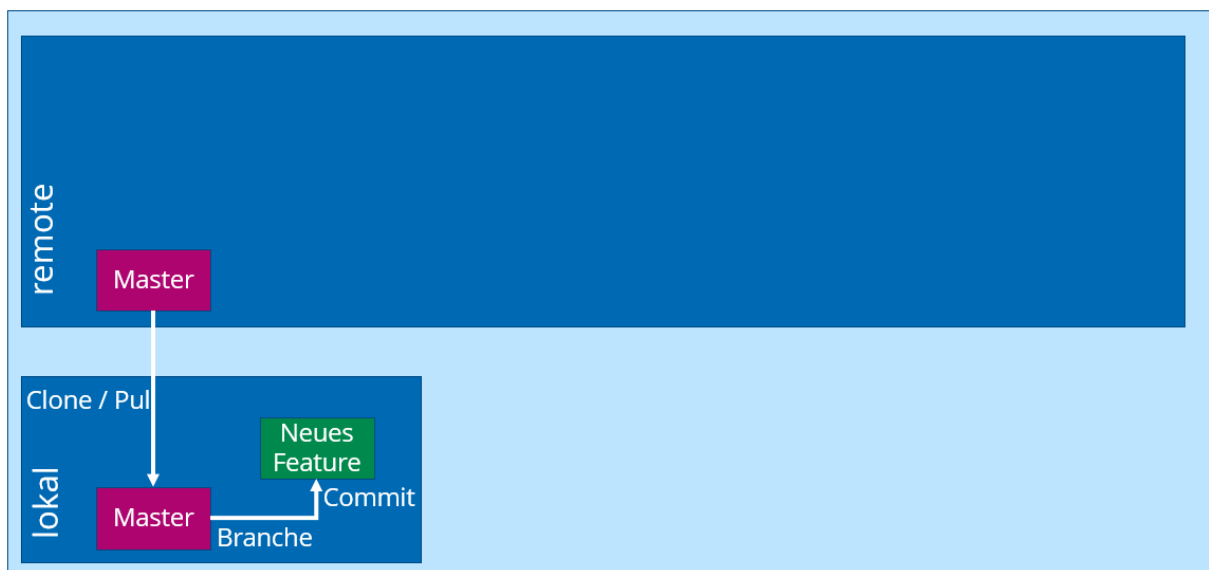 remote
Master
Clone / Pul
Neues
Feature
Commit
lokal
Master
Branche